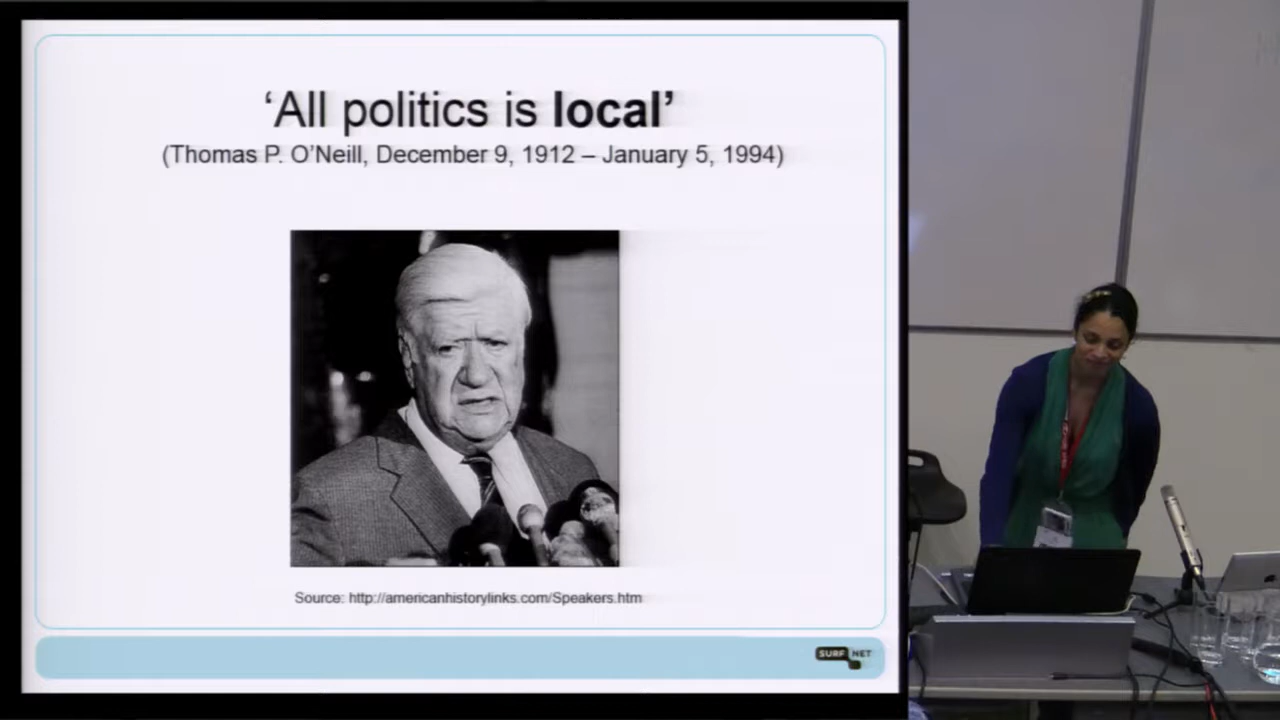 ‘All politics is local’
(Thomas P. O’Neill, December 9, 1912 – January 5, 1994)
Source: http://americanhistorylinks.com/Speakers.htm
SURF NET